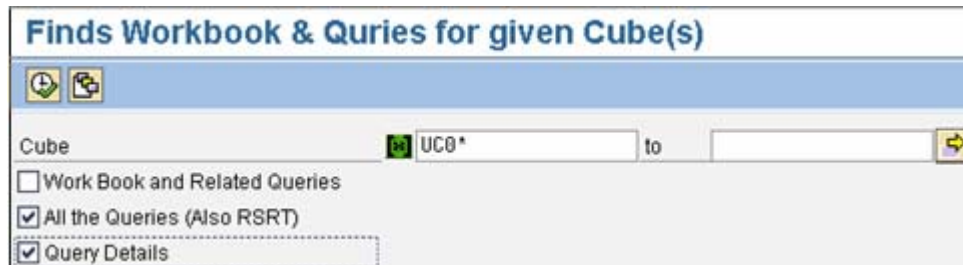 Finds Workbook & Quries for given Cube(s)
Cube UC0* to
Work Book and Related Queries
All the Queries (Also RSRT)
Query Details